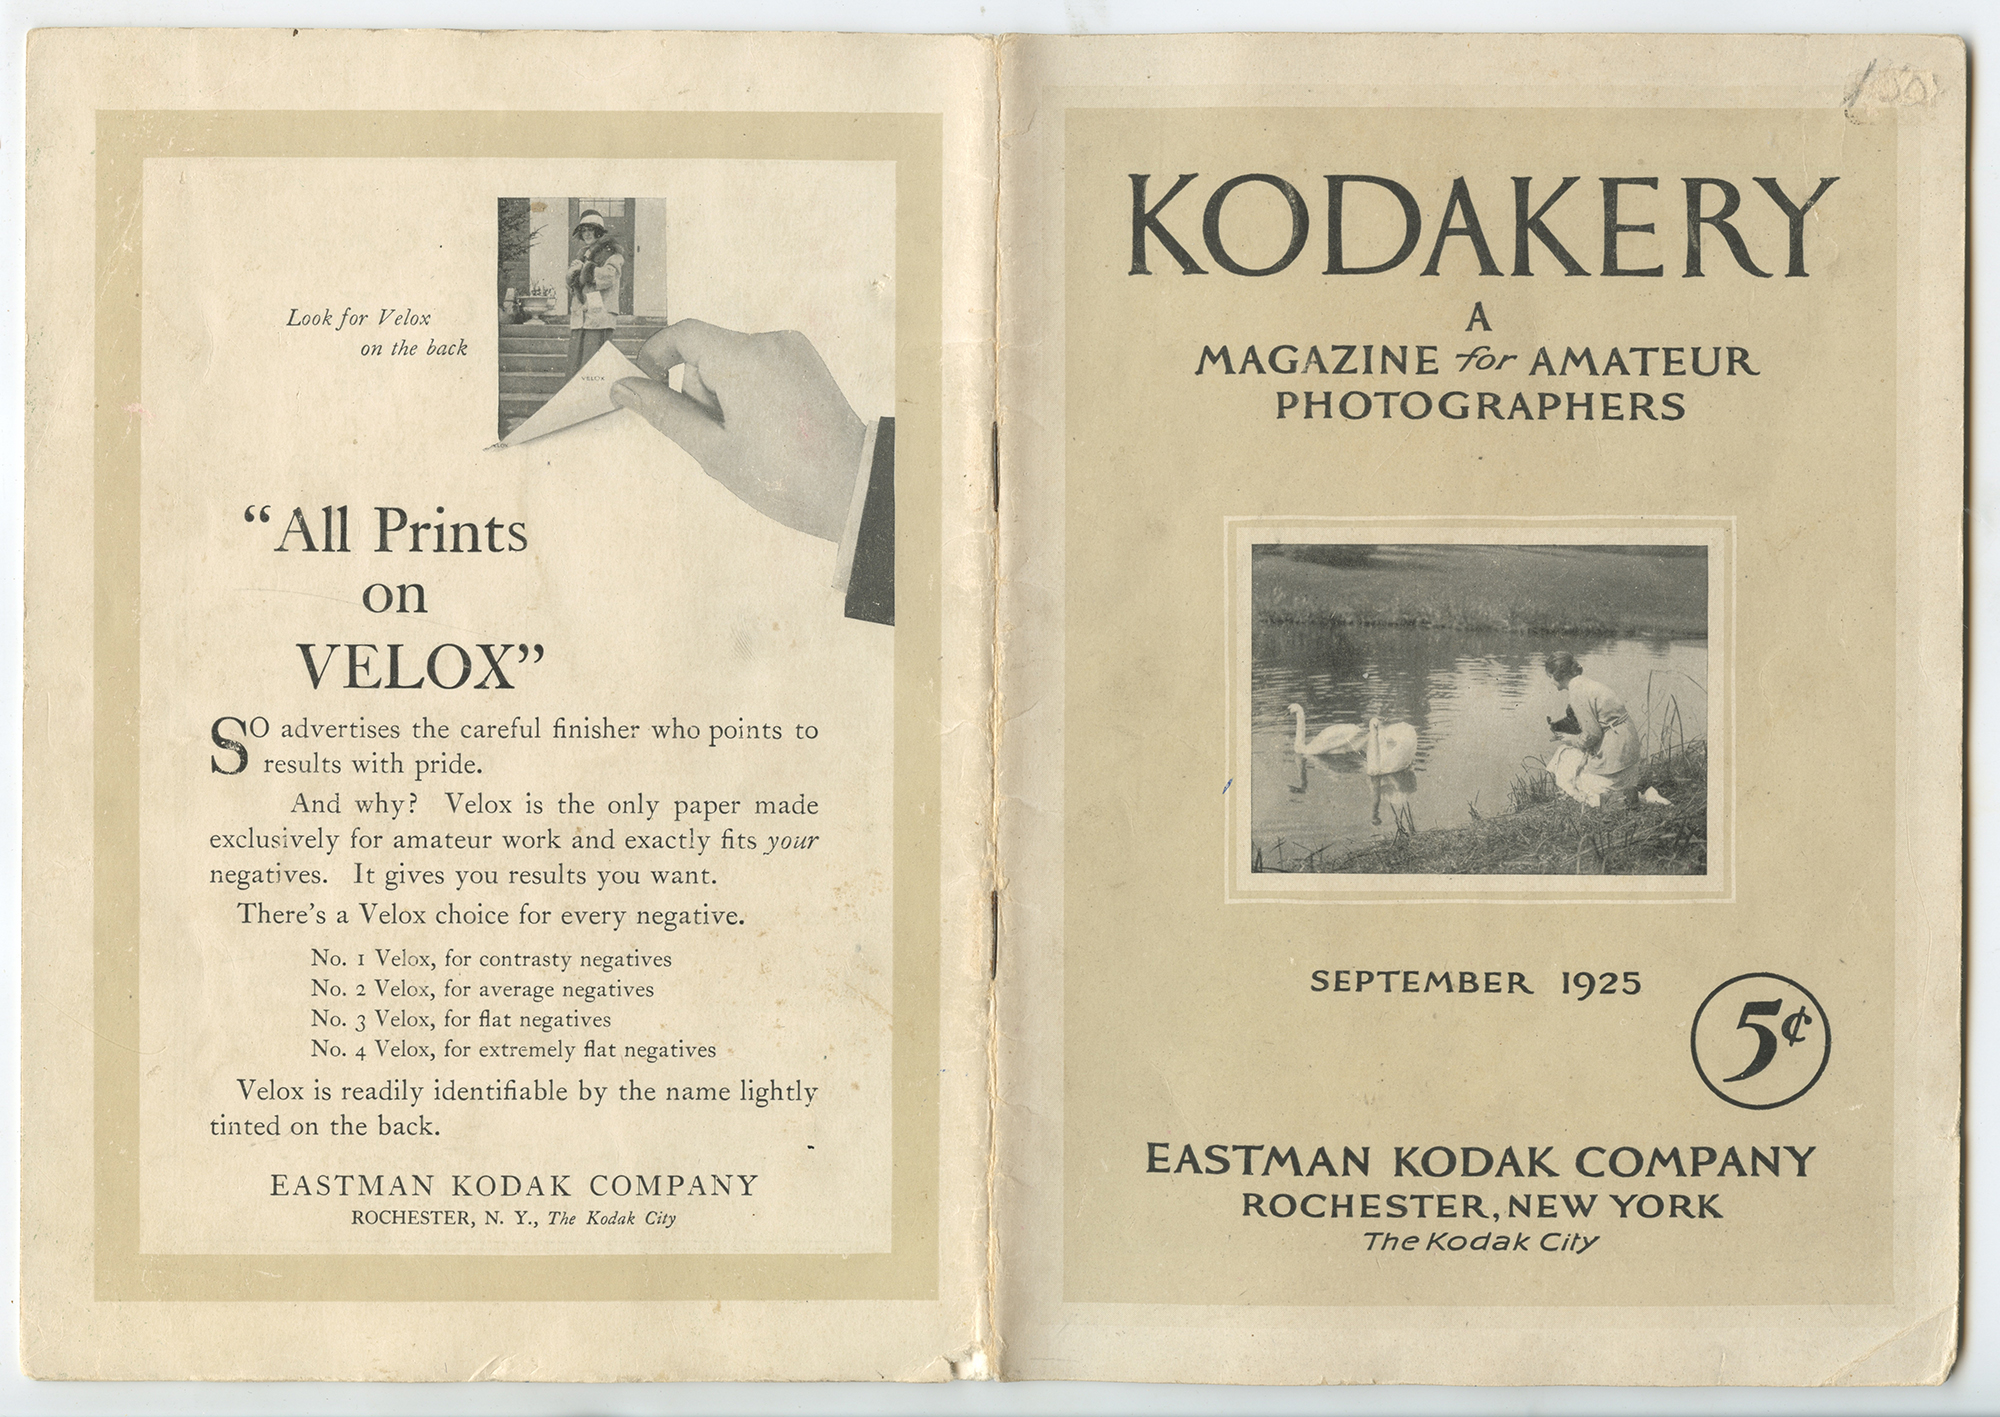 Look for Velox
on the back
VELOX
“All Prints
on
VELOX”
SO advertises the careful finisher who points to
results with pride.
And why? Velox is the only paper made
exclusively for amateur work and exactly fits your
negatives. It gives you results you want.
There’s a Velox choice for every negative.
No. 1 Velox, for contrasty negatives
No. 2 Velox, for average negatives
No. 3 Velox, for flat negatives
No. 4 Velox, for extremely flat negatives
Velox is readily identifiable by the name lightly
tinted on the back.
EASTMAN KODAK COMPANY
ROCHESTER, N. Y., The Kodak City
KODAKERY
A
MAGAZINE for AMATEUR
PHOTOGRAPHERS
SEPTEMBER 1925
5¢
EASTMAN KODAK COMPANY
ROCHESTER, NEW YORK
The Kodak City